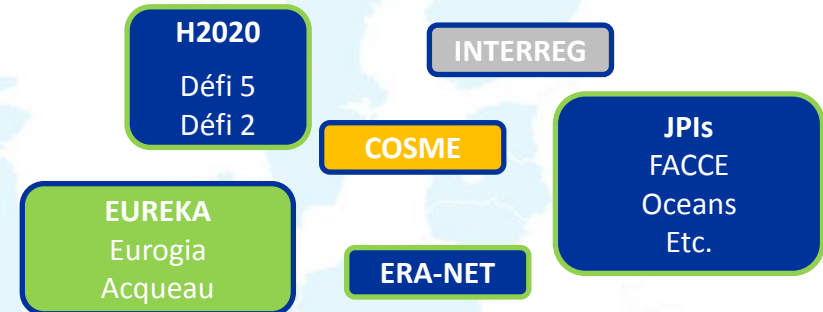 H2020
Défi 5
Défi 2
INTERREG
COSME
JPIs
FACCE
Oceans
Etc.
EUREKA
Eurogia
Acqueau
ERA-NET